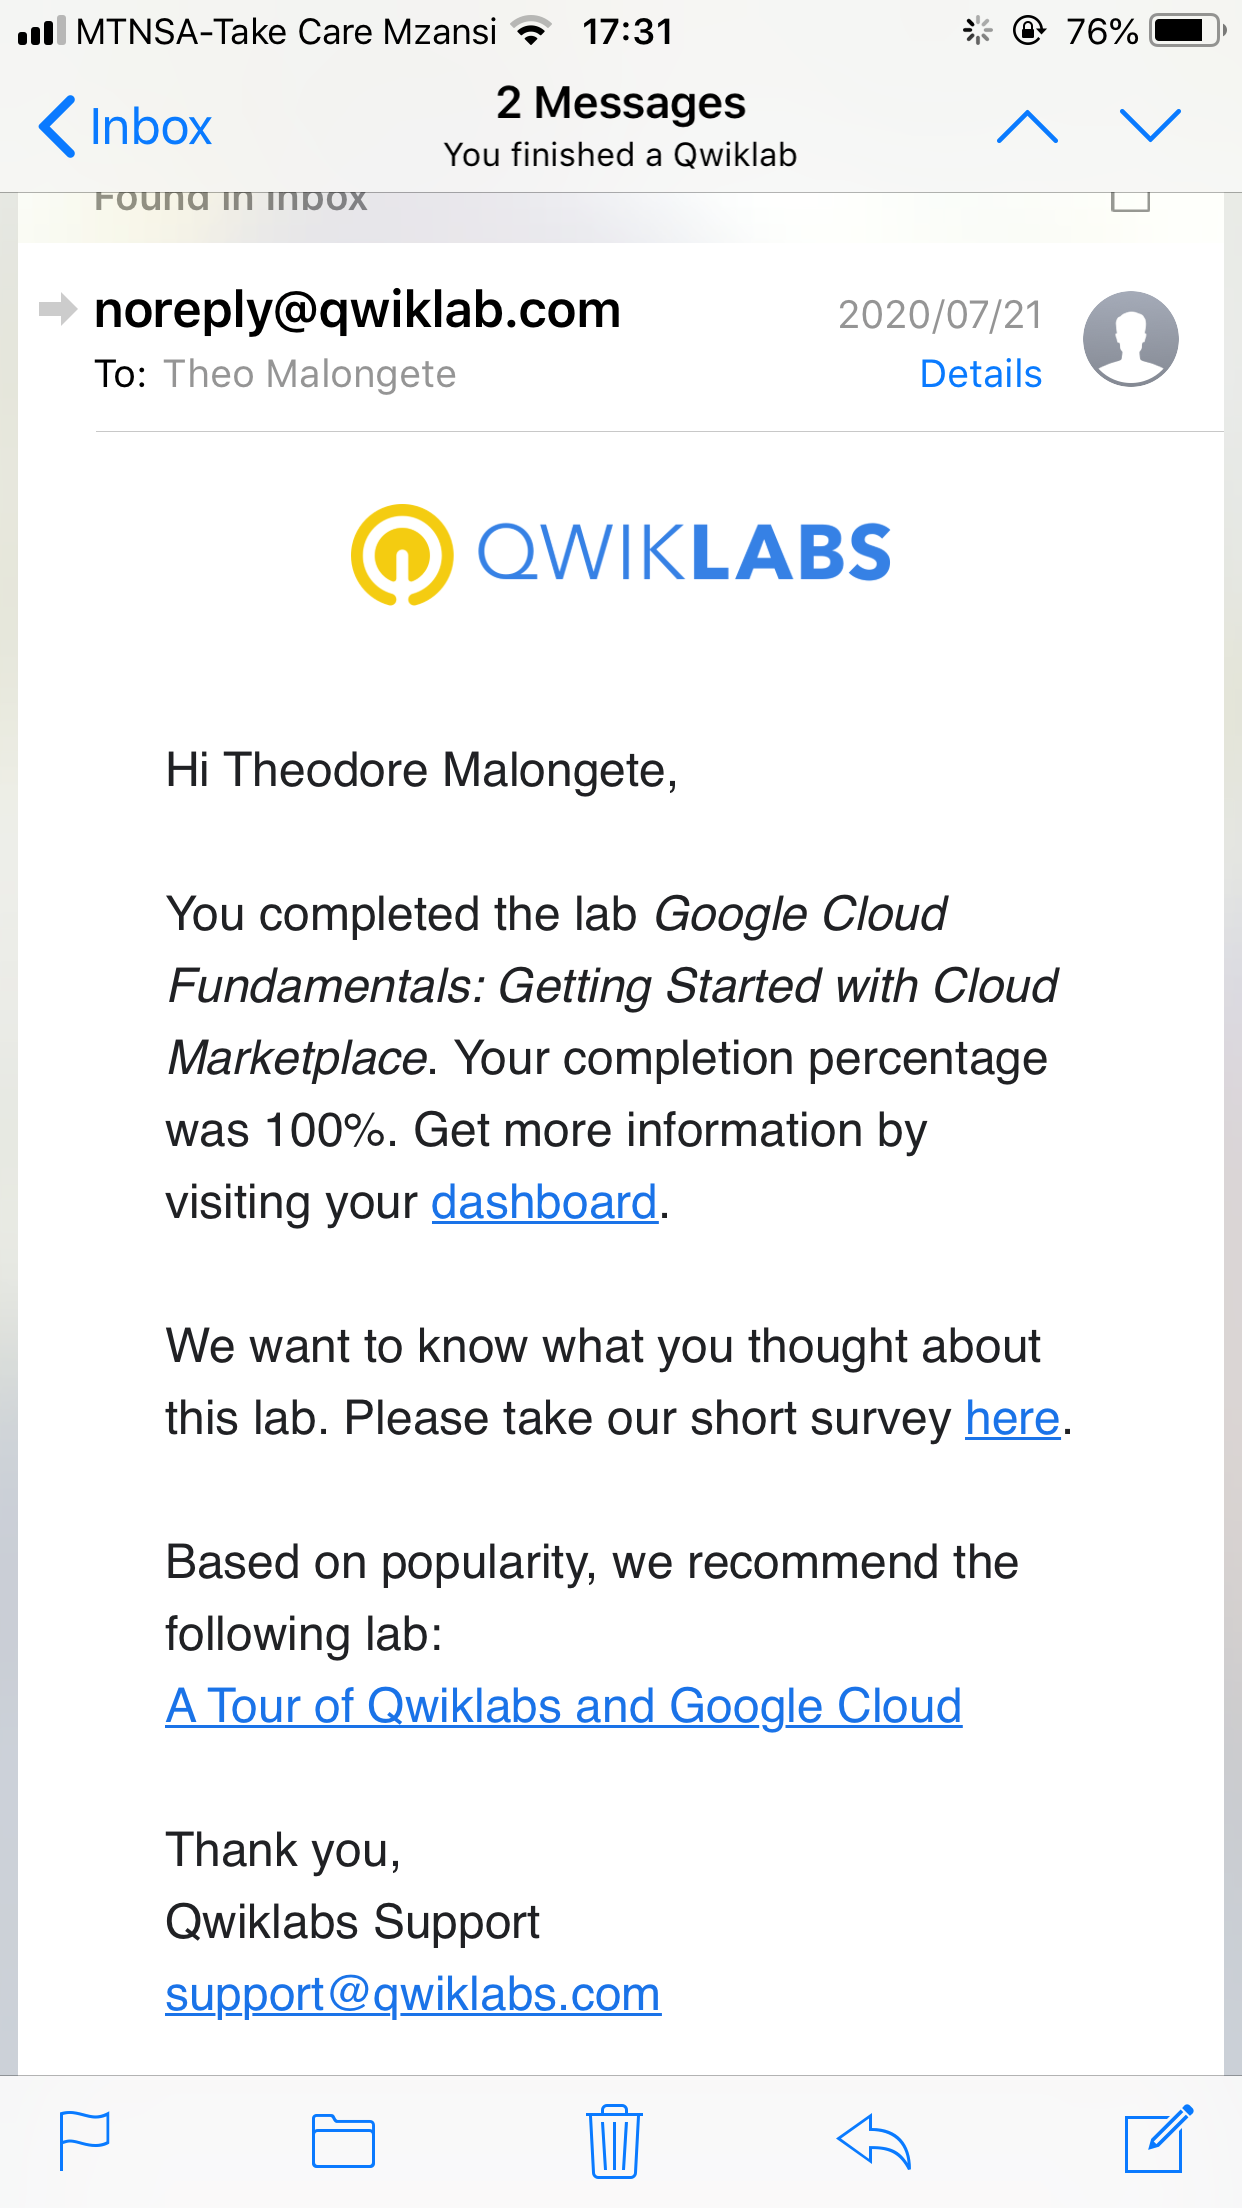 MTNSA-Take Care Mzansi 17:31 76%
Inbox
2 Messages
You finished a Qwiklab
Found in Inbox
noreply@qwiklab.com 2020/07/21
To: Theo Malongete Details
QWIKLABS
Hi Theodore Malongete,
You completed the lab Google Cloud
Fundamentals: Getting Started with Cloud
Marketplace. Your completion percentage
was 100%. Get more information by
visiting your dashboard.
We want to know what you thought about
this lab. Please take our short survey here.
Based on popularity, we recommend the
following lab:
A Tour of Qwiklabs and Google Cloud
Thank you,
Qwiklabs Support
support@qwiklabs.com